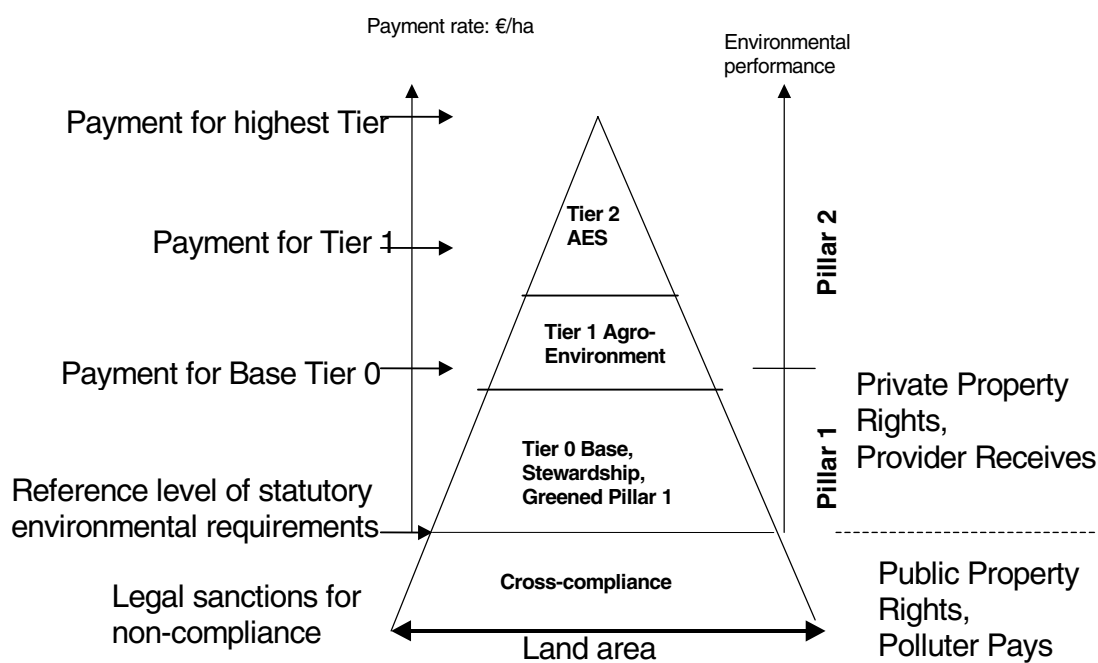 Payment rate: €/ha
Environmental
performance
Payment for highest Tier
Tier 2
AES
Payment for Tier 1
Pillar 2
Tier 1 Agro-
Environment
Payment for Base Tier 0
Private Property
Rights,
Provider Receives
Pillar 1
Tier 0 Base,
Stewardship,
Greened Pillar 1
Reference level of statutory
environmental requirements
Cross-compliance
Legal sanctions for
non-compliance
Public Property
Rights,
Polluter Pays
Land area